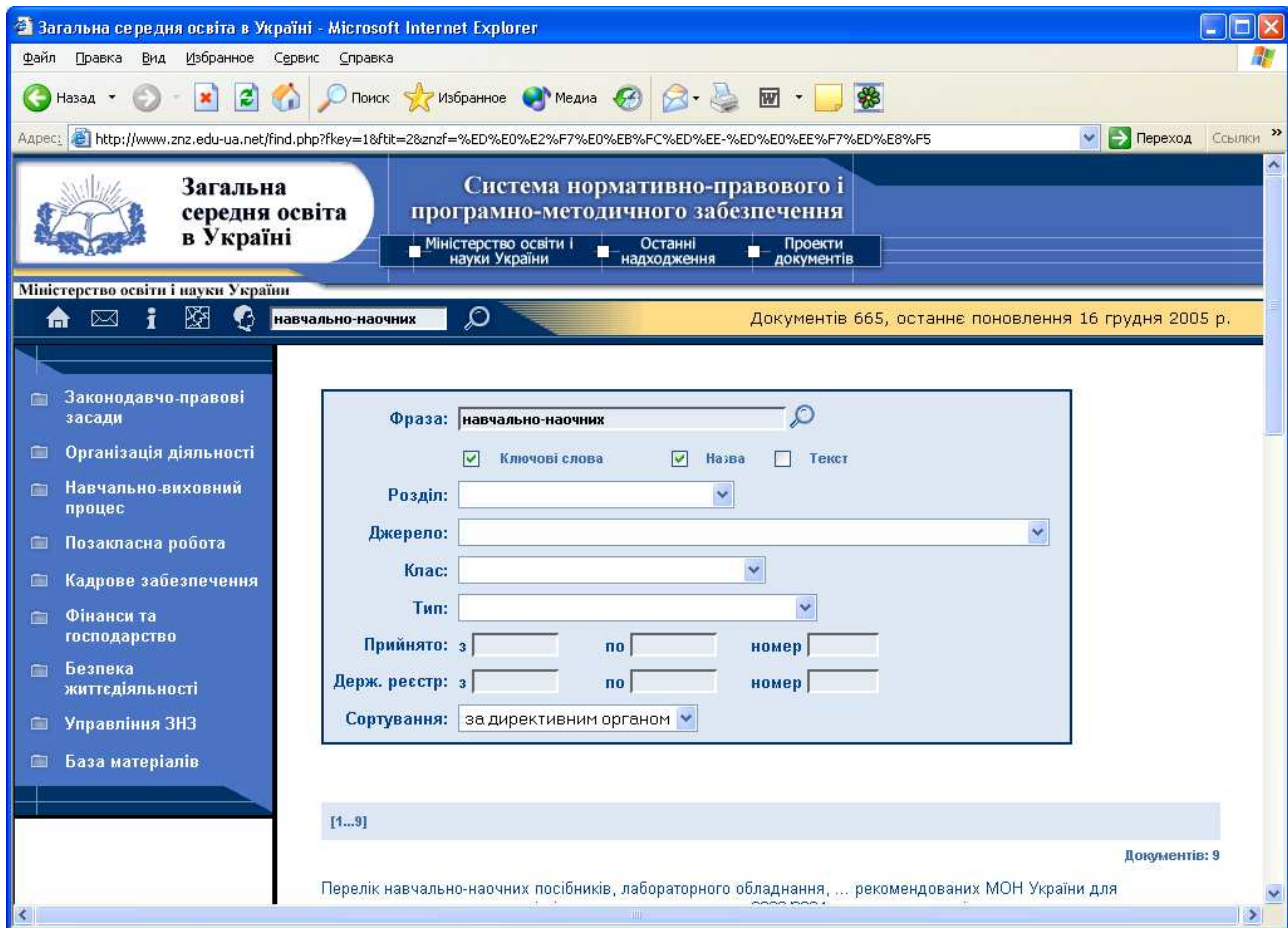 Загальна середня освіта в Україні - Microsoft Internet Explorer
Файл Правка Вид Избранное Сервис Справка
Назад Поиск Избранное Медиа
Адрес: http://www.znz.edu-ua.net/find.php?fkey=1&ftit=2&znzf=%ED%E0%E2%F7%E0%EB%FC%ED%EE-%ED%E0%EE%F7%ED%E8%F5 Переход Ссылки »
Загальна
середня освіта
в Україні
Система нормативно-правового і
програмно-методичного забезпечення
Міністерство освіти і
науки України
Останні
надходження
Проекти
документів
Міністерство освіти і науки України
навчально-наочних
Документів 665, останнє поновлення 16 грудня 2005 р.
Законодавчо-правові
засади
Організація діяльності
Навчально-виховний
процес
Позакласна робота
Кадрове забезпечення
Фінанси та
господарство
Безпека
життєдіяльності
Управління ЗНЗ
База матеріалів
Фраза: навчально-наочних
Ключові слова Назва Текст
Розділ:
Джерело:
Клас:
Тип:
Прийнято: з по номер
Держ. реєстр: з по номер
Сортування: за директивним органом
[1...9]
Документів: 9
Перелік навчально-наочних посібників, лабораторного обладнання, ... рекомендованих МОН України для